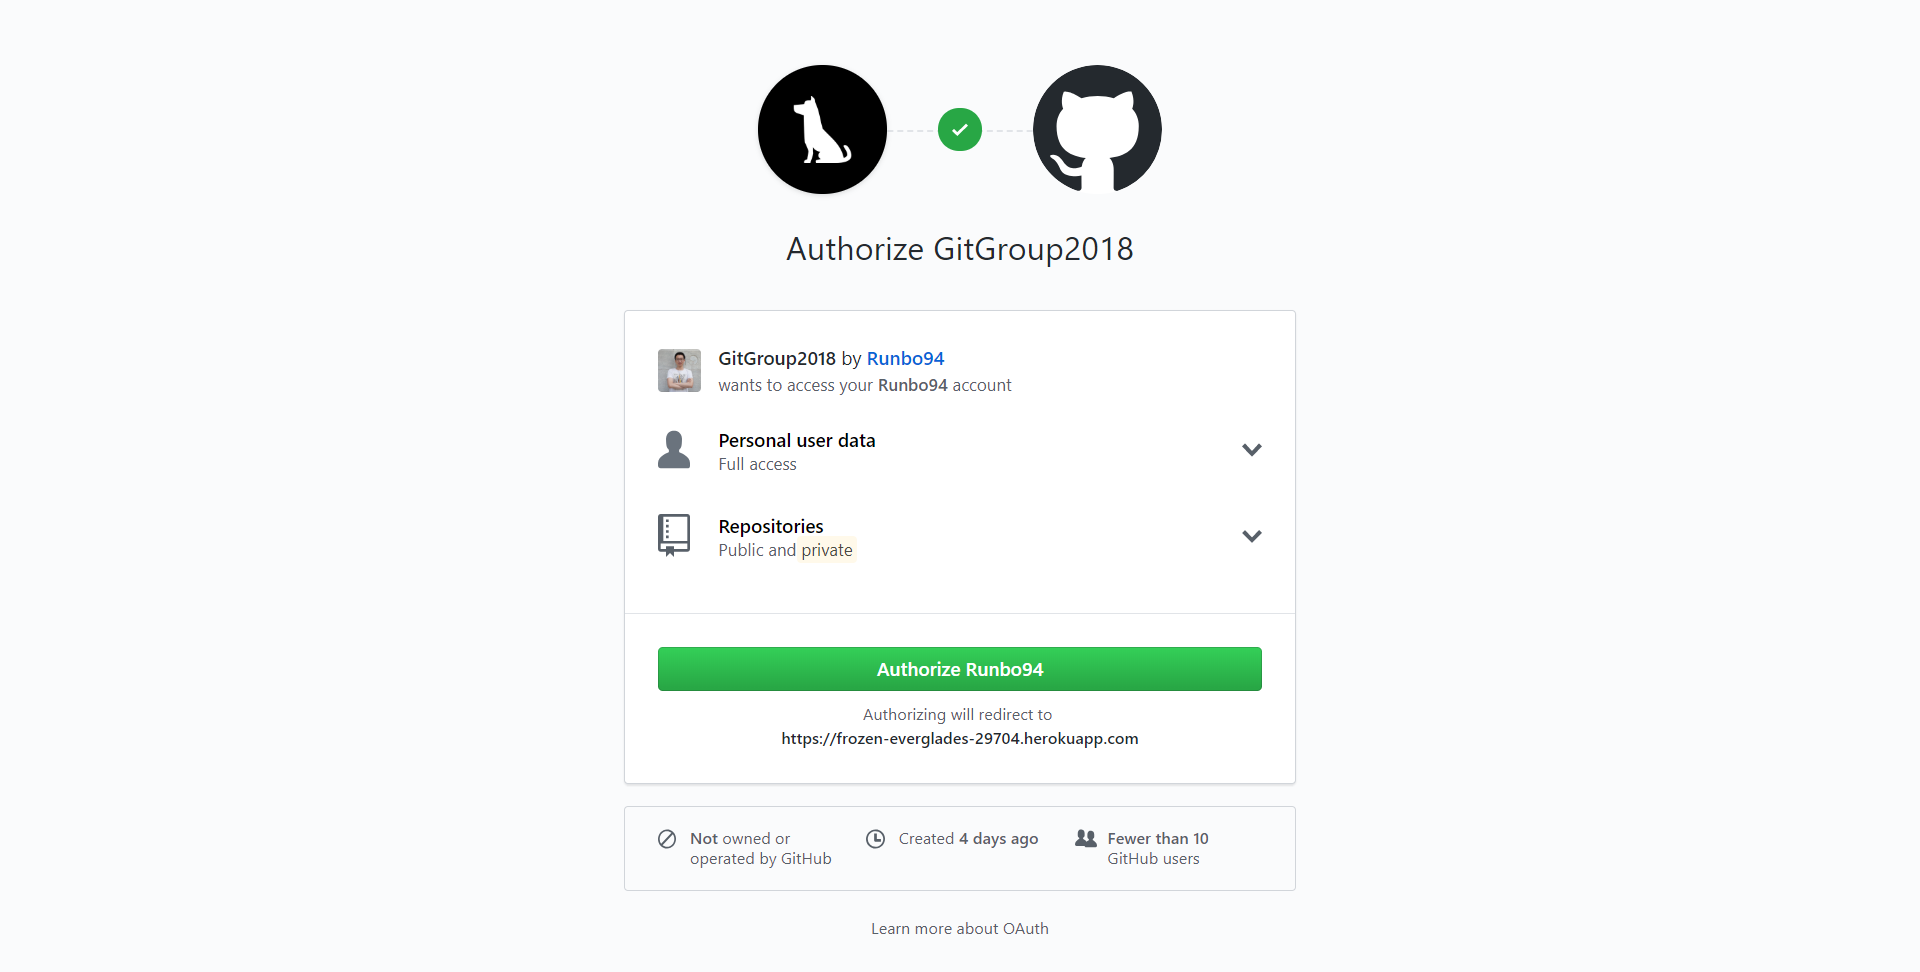 Authorize GitGroup2018
GitGroup2018 by Runbo94
wants to access your Runbo94 account
Personal user data
Full access
Repositories
Public and private
Authorize Runbo94
Authorizing will redirect to
https://frozen-everglades-29704.herokuapp.com
Not owned or
operated by GitHub
Created 4 days ago
Fewer than 10
GitHub users
Learn more about OAuth